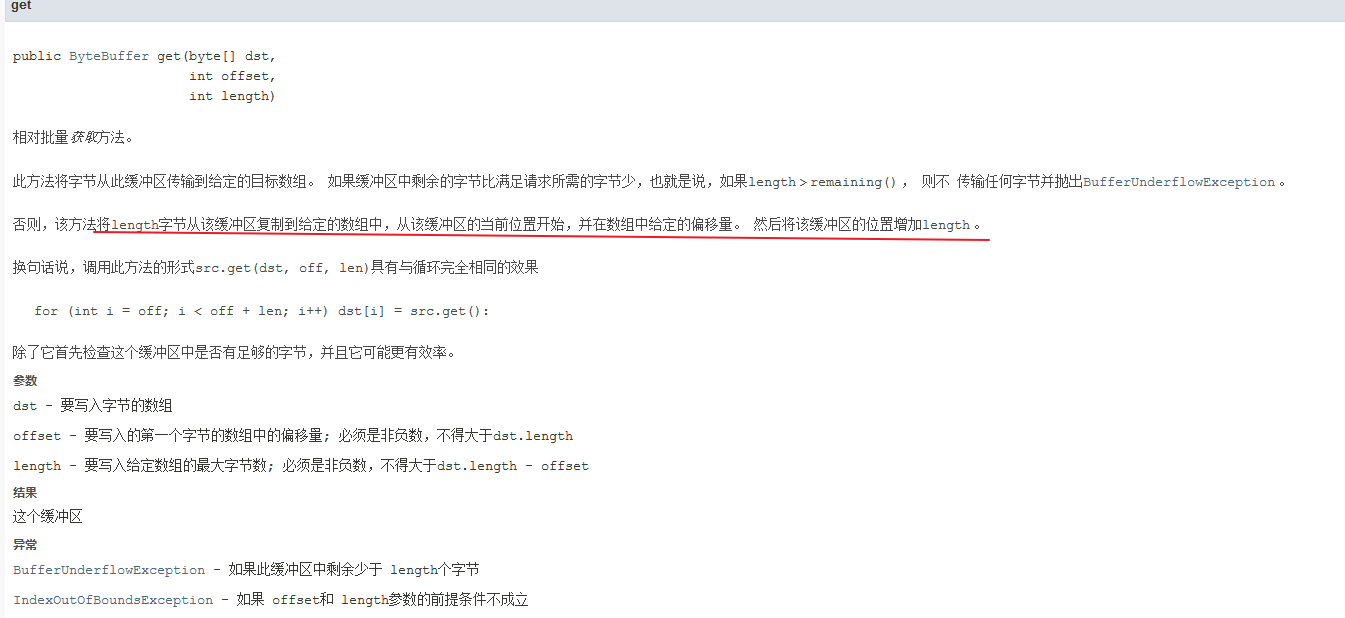 get
public ByteBuffer get(byte[] dst,
int offset,
int length)
相对批量获取方法。
此方法将字节从此缓冲区传输到给定的目标数组。 如果缓冲区中剩余的字节比满足请求所需的字节少，也就是说，如果length > remaining() ， 则不 传输任何字节并抛出BufferUnderflowException 。
否则，该方法将length字节从该缓冲区复制到给定的数组中，从该缓冲区的当前位置开始，并在数组中给定的偏移量。 然后将该缓冲区的位置增加length 。
换句话说，调用此方法的形式src.get(dst, off, len)具有与循环完全相同的效果
for (int i = off; i < off + len; i++) dst[i] = src.get():
除了它首先检查这个缓冲区中是否有足够的字节，并且它可能更有效率。
参数
dst - 要写入字节的数组
offset - 要写入的第一个字节的数组中的偏移量; 必须是非负数，不得大于dst.length
length - 要写入给定数组的最大字节数; 必须是非负数，不得大于dst.length - offset
结果
这个缓冲区
异常
BufferUnderflowException - 如果此缓冲区中剩余少于 length个字节
IndexOutOfBoundsException - 如果 offset和 length参数的前提条件不成立